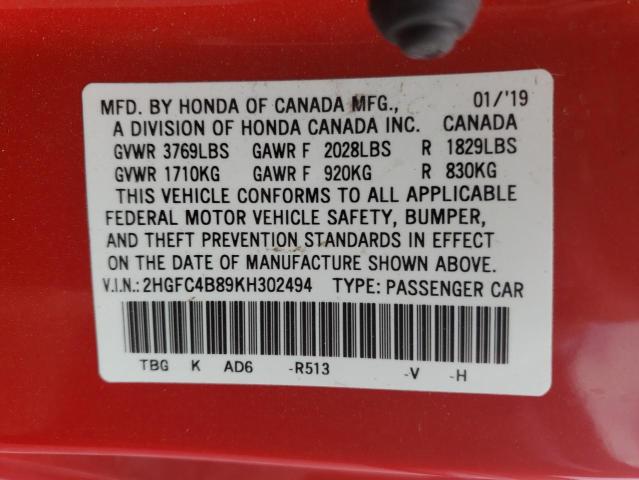 MFD. BY HONDA OF CANADA MFG., 01/'19
A DIVISION OF HONDA CANADA INC. CANADA
GVWR 3769LBS GAWR F 2028LBS R 1829LBS
GVWR 1710KG GAWR F 920KG R 830KG
THIS VEHICLE CONFORMS TO ALL APPLICABLE
FEDERAL MOTOR VEHICLE SAFETY, BUMPER,
AND THEFT PREVENTION STANDARDS IN EFFECT
ON THE DATE OF MANUFACTURE SHOWN ABOVE.
V.I.N.: 2HGFC4B89KH302494 TYPE: PASSENGER CAR
TBG K AD6 -R513 -V -H